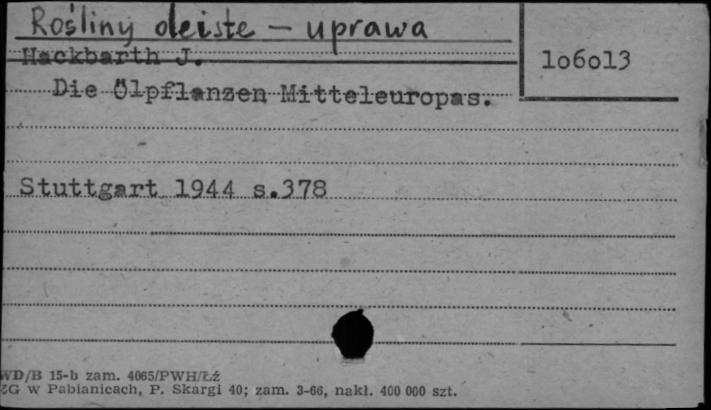 Rośliny oleiste – uprawa
Hackbarth J.
106013
Die Ölpflanzen Mitteleuropas.
Stuttgart 1944 s.378
WD/B 15-b zam. 4065/PWH/Łź
ZG w Pabianicach, P. Skargi 40; zam. 3-66, nakł. 400 000 szt.